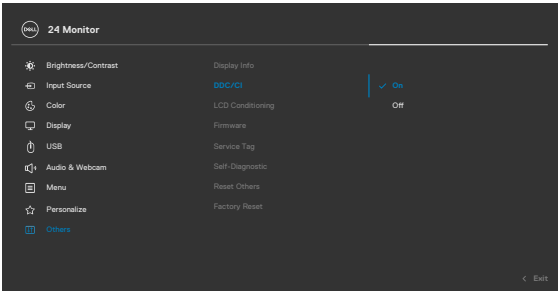 DELL 24 Monitor
Brightness/Contrast
Input Source
Color
Display
USB
Audio & Webcam
Menu
Personalize
Others
Display Info
DDC/CI
LCD Conditioning
Firmware
Service Tag
Self-Diagnostic
Reset Others
Factory Reset
On
Off
Exit